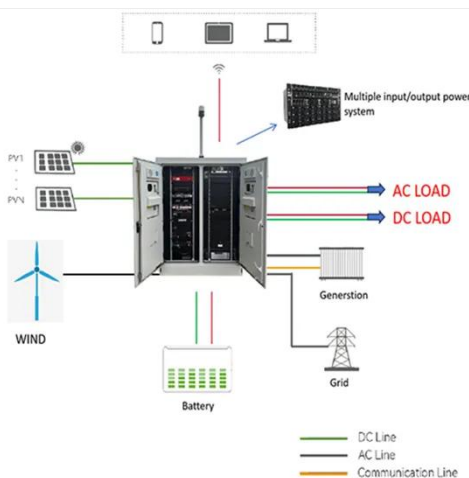 Multiple input/output power
system
PV1
PVN
AC LOAD
DC LOAD
WIND
Generstion
Grid
Battery
DC Line
AC Line
Communication Line